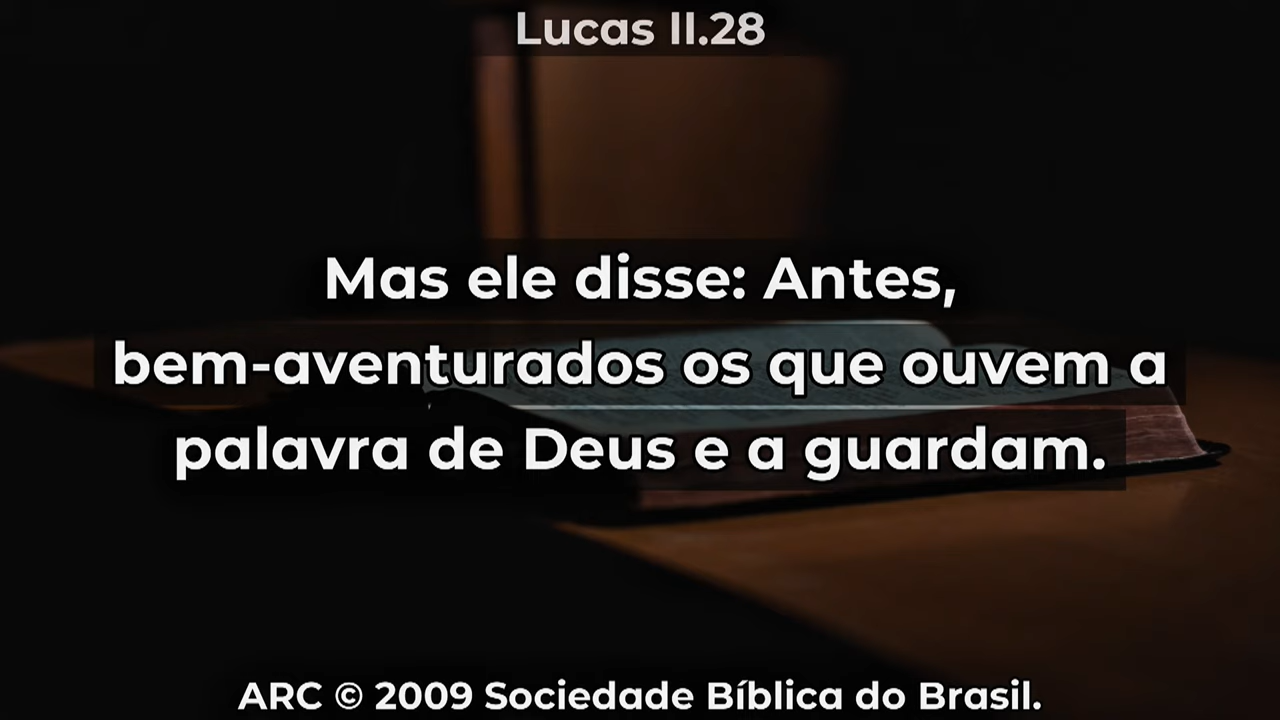 Lucas 11.28
Mas ele disse: Antes,
bem-aventurados os que ouvem a
palavra de Deus e a guardam.
ARC © 2009 Sociedade Bíblica do Brasil.